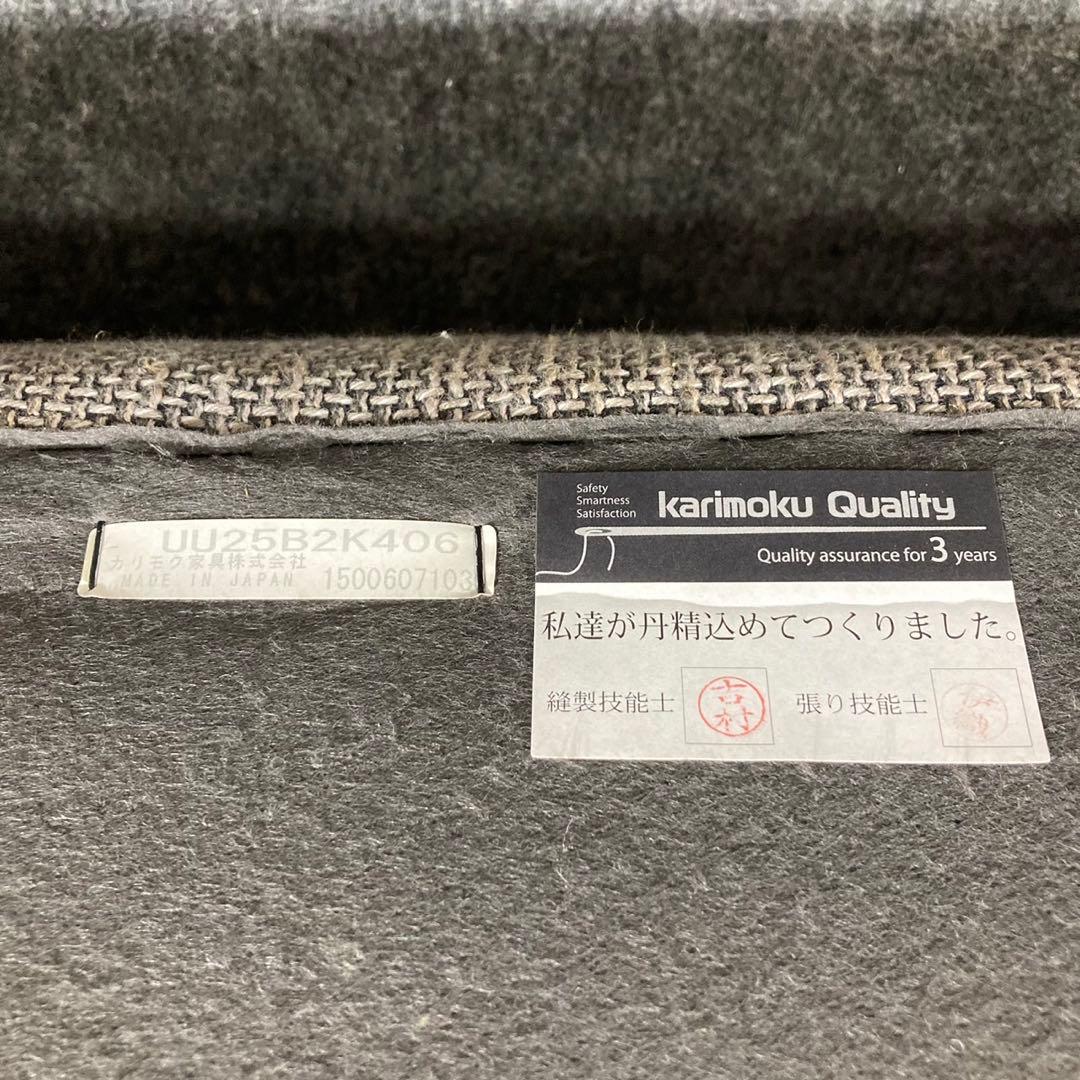 UU25B2K406
カリモク家具株式会社
MADE IN JAPAN 1500607103
Safety
Smartness
Satisfaction
karimoku Quality
Quality assurance for 3 years
私達が丹精込めてつくりました。
縫製技能士 吉村 張り技能士